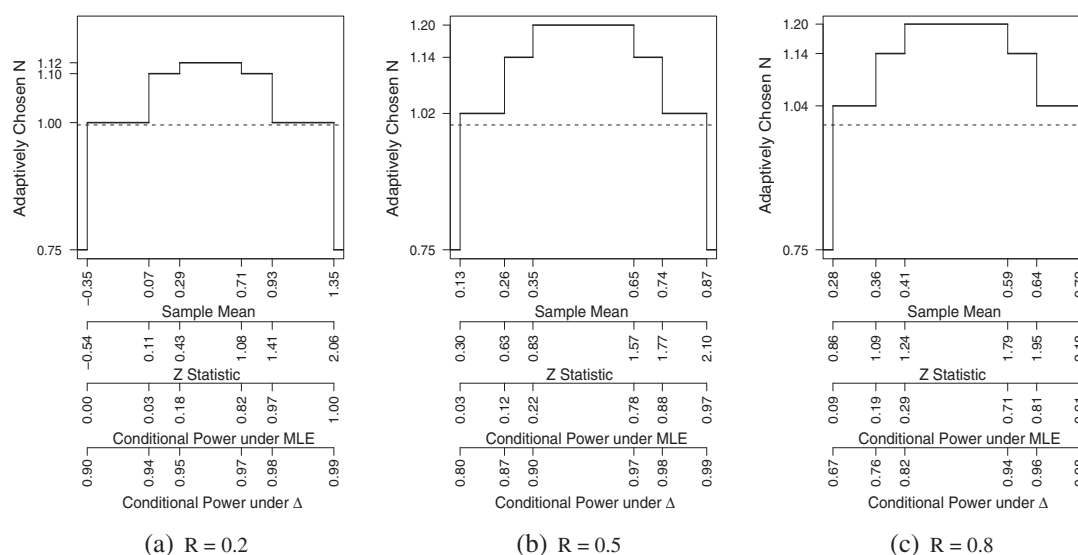 Adaptively Chosen N
1.12
1.10
1.00
0.75
−0.35 0.07 0.29 0.71 0.93 1.35
Sample Mean
−0.54 0.11 0.43 1.08 1.41 2.06
Z Statistic
0.00 0.03 0.18 0.82 0.97 1.00
Conditional Power under MLE
0.90 0.94 0.95 0.97 0.98 0.99
Conditional Power under Δ
(a) R = 0.2
Adaptively Chosen N
1.20
1.14
1.02
0.75
0.13 0.26 0.35 0.65 0.74 0.87
Sample Mean
0.30 0.63 0.83 1.57 1.77 2.10
Z Statistic
0.03 0.12 0.22 0.78 0.88 0.97
Conditional Power under MLE
0.80 0.87 0.90 0.97 0.98 0.99
Conditional Power under Δ
(b) R = 0.5
Adaptively Chosen N
1.20
1.14
1.04
0.75
0.28 0.36 0.41 0.59 0.64
Sample Mean
0.86 1.09 1.24 1.79 1.95
Z Statistic
0.09 0.19 0.29 0.71 0.81
Conditional Power under MLE
0.67 0.76 0.82 0.94 0.96
Conditional Power under Δ
(c) R = 0.8